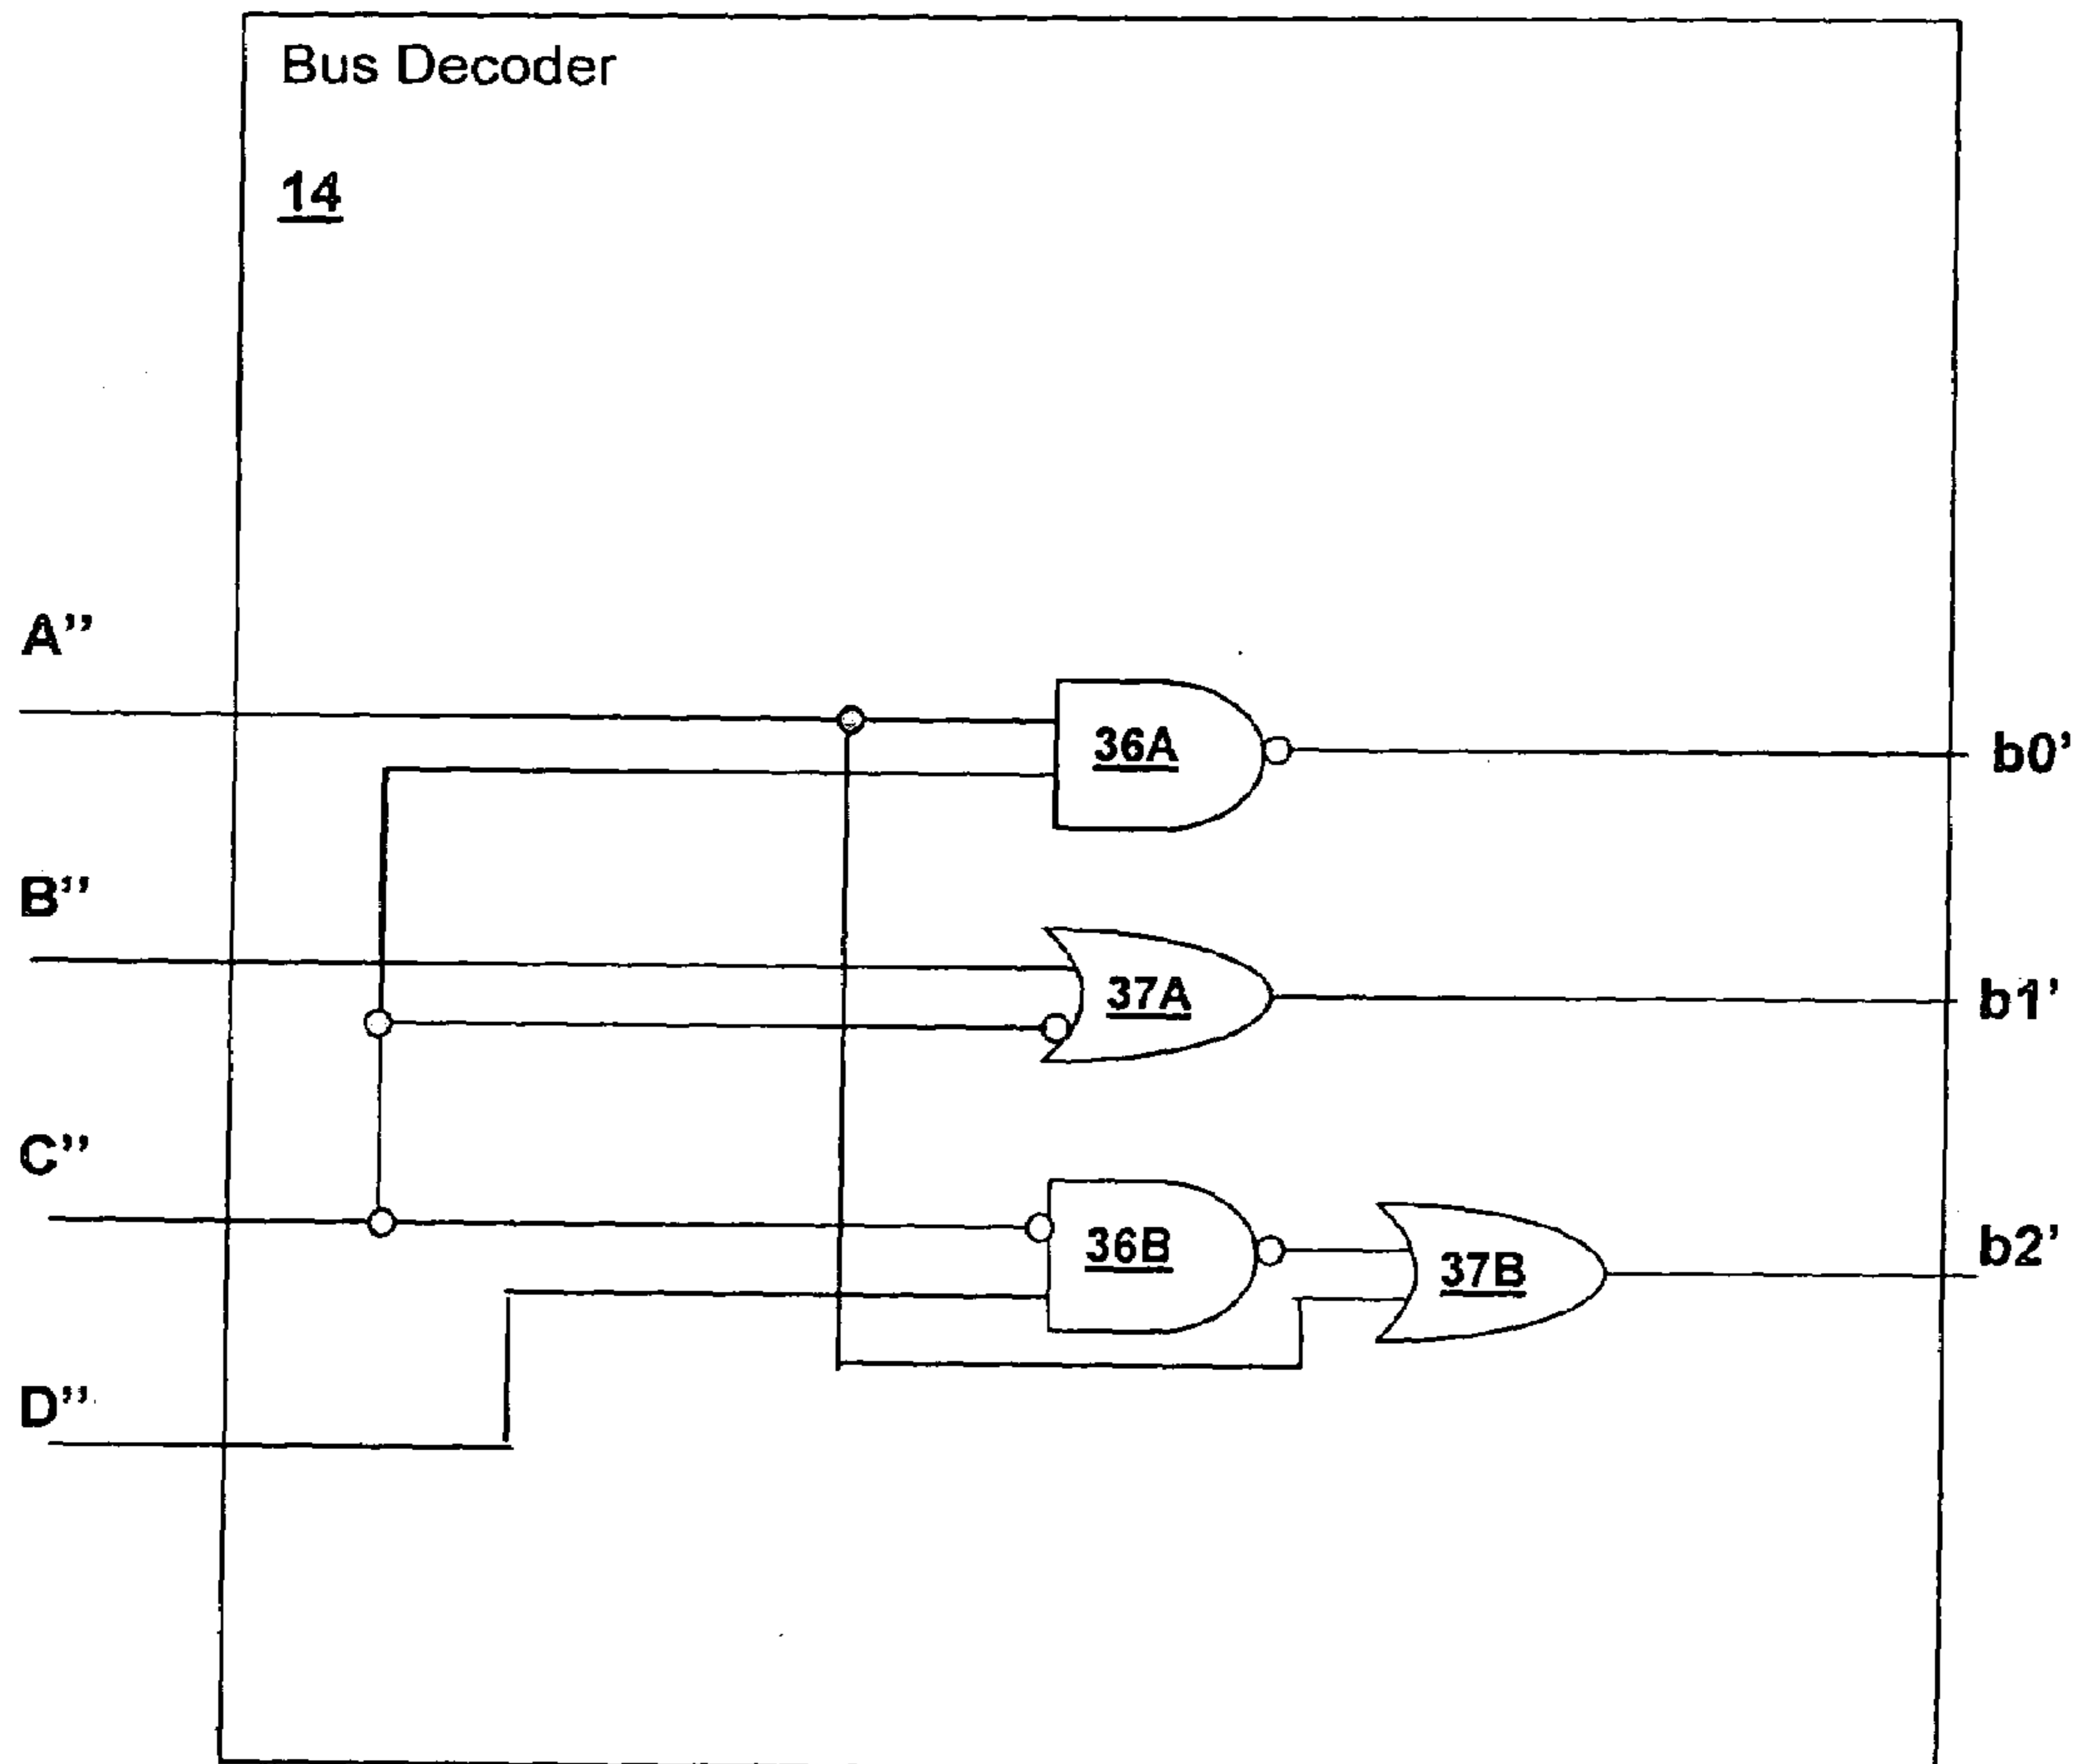 Bus Decoder
14
A”
36A
b0’
B”
37A
b1’
C”
36B
37B
b2’
D”